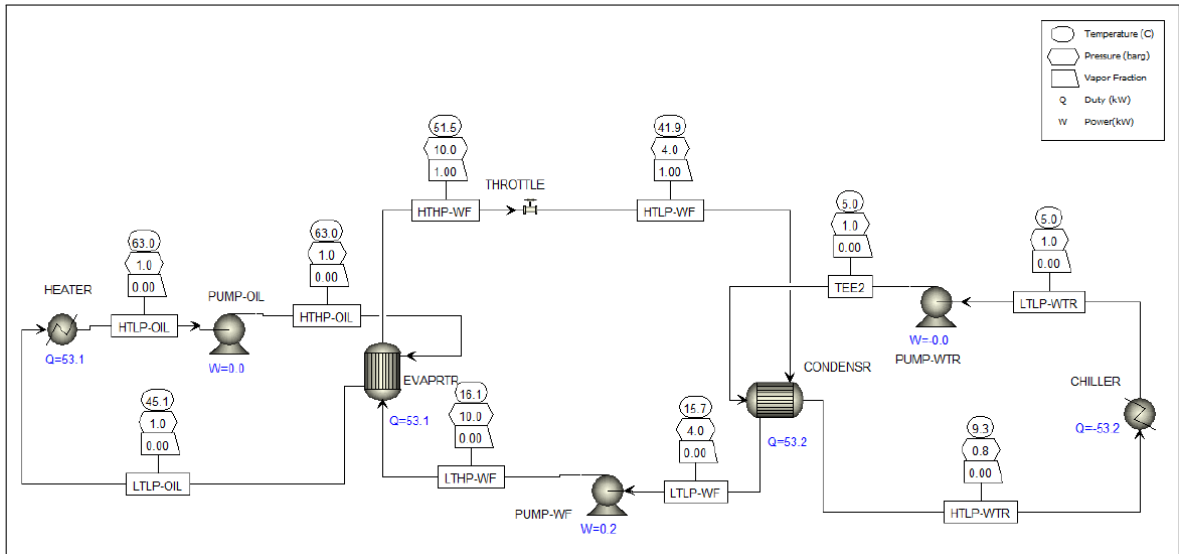 Temperature (C)
Pressure (barg)
Vapor Fraction
Q Duty (kW)
W Power(kW)
51.5
10.0
1.00
HTHP-WF
THROTTLE
41.9
4.0
1.00
HTLP-WF
5.0
1.0
0.00
TEE2
5.0
1.0
0.00
LTLP-WTR
63.0
1.0
0.00
HTLP-OIL
HEATER
Q=53.1
PUMP-OIL
W=0.0
63.0
1.0
0.00
HTHP-OIL
W=-0.0
PUMP-WTR
EVAPRTR
Q=53.1
CONDENSR
Q=53.2
CHILLER
Q=-53.2
45.1
1.0
0.00
LTLP-OIL
16.1
10.0
0.00
LTHP-WF
PUMP-WF
W=0.2
15.7
4.0
0.00
LTLP-WF
9.3
0.8
0.00
HTLP-WTR